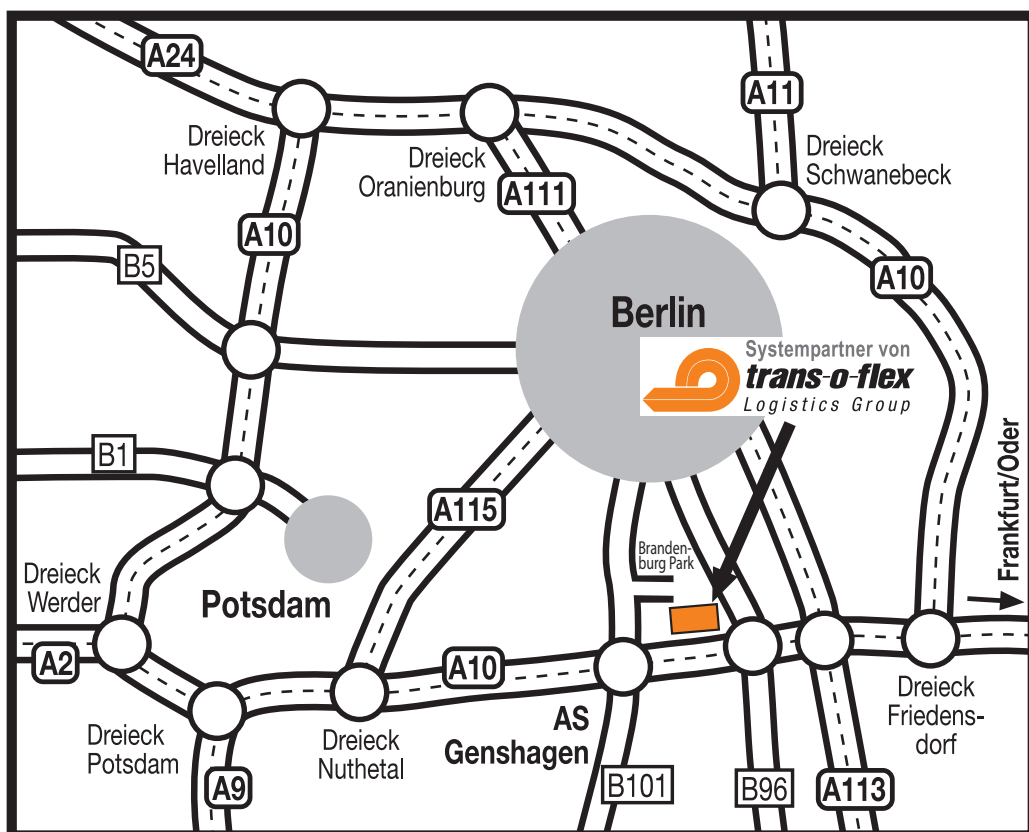 A24
A11
Dreieck
Havelland
Dreieck
Oranienburg
A111
Dreieck
Schwanebeck
A10
B5
A10
Berlin
Systempartner von
trans-o-flex
Logistics Group
B1
A115
Frankfurt/Oder
Branden-
burg Park
Dreieck
Werder
Potsdam
A2
A10
Dreieck
Potsdam
Dreieck
Nuthetal
AS
Genshagen
Dreieck
Friedens-
dorf
A9
B101
B96
A113